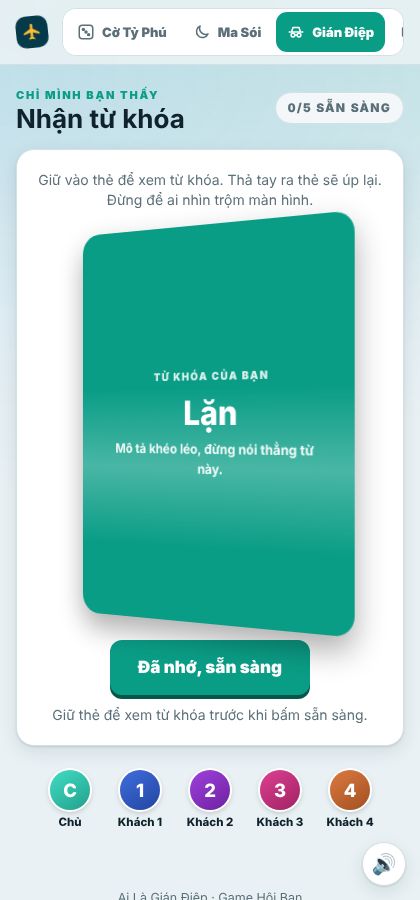 Cờ Tỷ Phú
Ma Sói
Gián Điệp
CHỈ MÌNH BẠN THẤY
Nhận từ khóa
0/5 SẴN SÀNG
Giữ vào thẻ để xem từ khóa. Thả tay ra thẻ sẽ úp lại.
Đừng để ai nhìn trộm màn hình.
TỪ KHÓA CỦA BẠN
Lặn
Mô tả khéo léo, đừng nói thẳng từ
này.
Đã nhớ, sẵn sàng
Giữ thẻ để xem từ khóa trước khi bấm sẵn sàng.
C
1
2
3
4
Chủ
Khách 1
Khách 2
Khách 3
Khách 4
Ai Là Gián Điệp · Game Hội Bạn